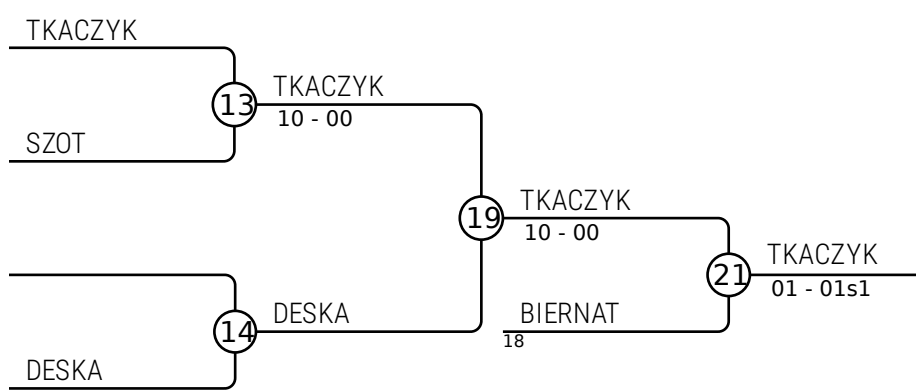 TKACZYK
13
TKACZYK
10 - 00
SZOT
19
TKACZYK
10 - 00
21
TKACZYK
01 - 01s1
14
DESKA
BIERNAT
18
DESKA